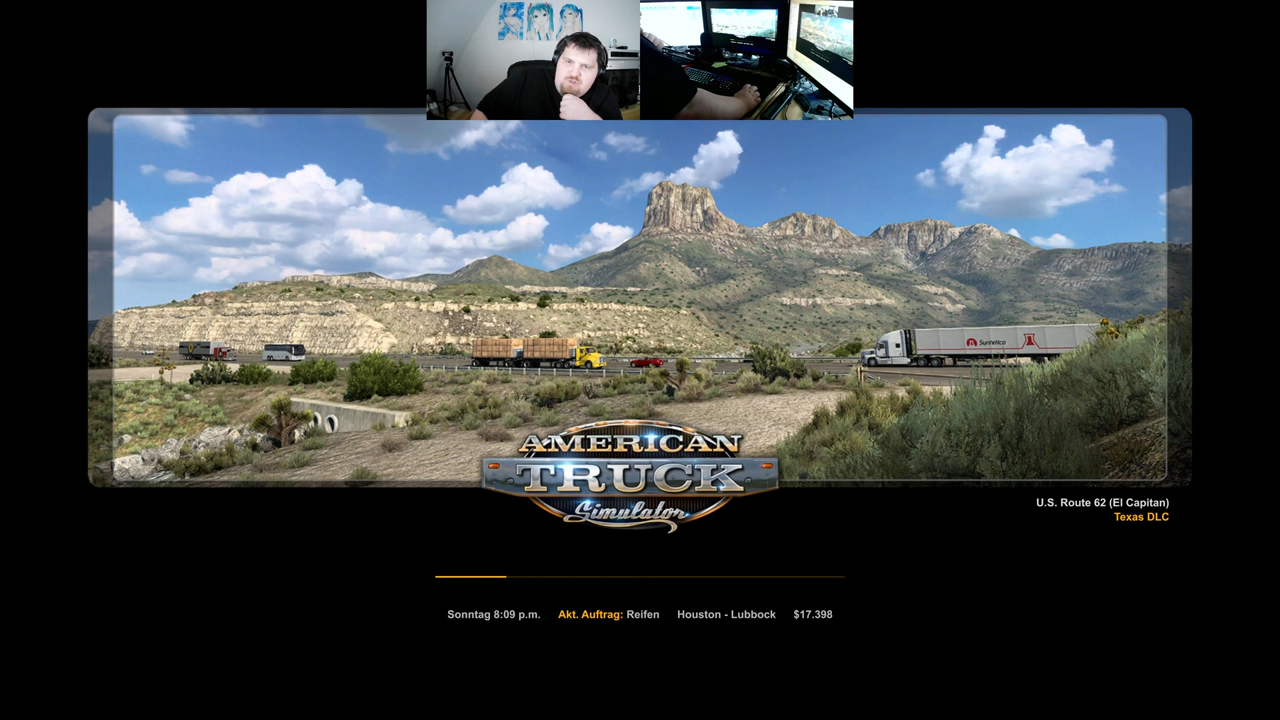 Suntetica
AMERICAN
TRUCK
Simulator
U.S. Route 62 (El Capitan)
Texas DLC
Sonntag 8:09 p.m. Akt. Auftrag: Reifen Houston - Lubbock $17.398